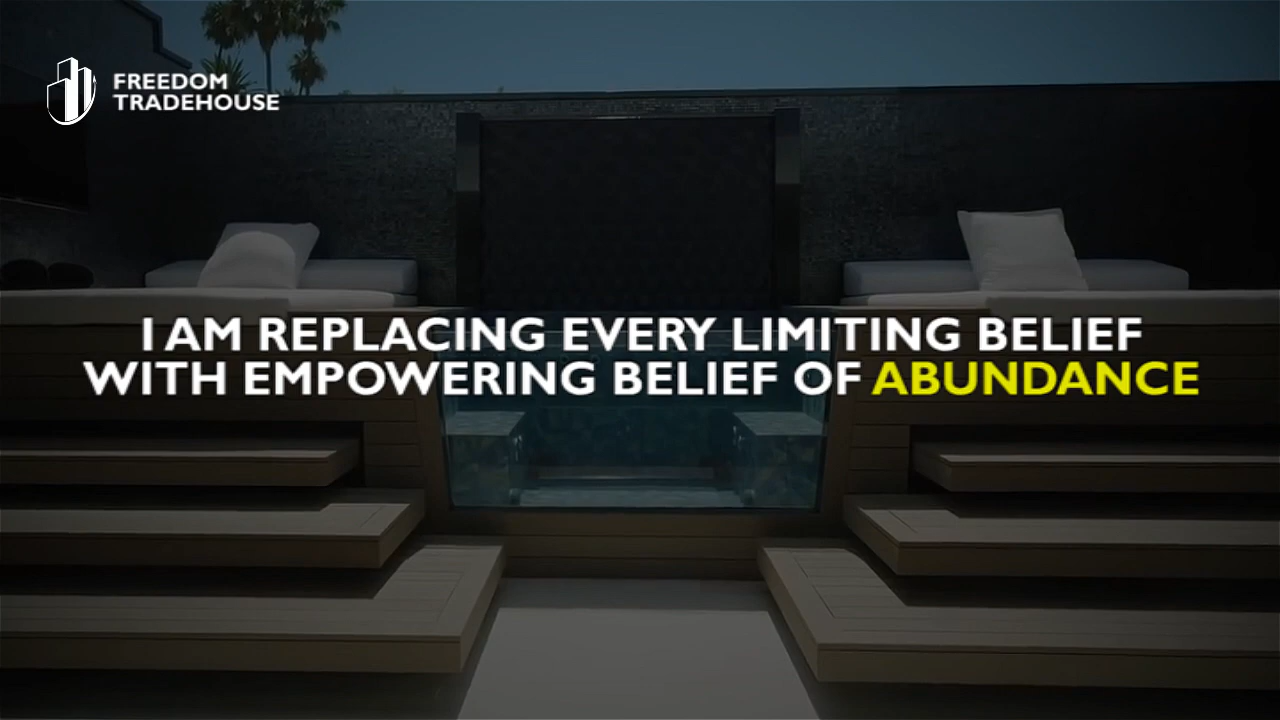 FREEDOM
TRADEHOUSE
I AM REPLACING EVERY LIMITING BELIEF
WITH EMPOWERING BELIEF OF ABUNDANCE